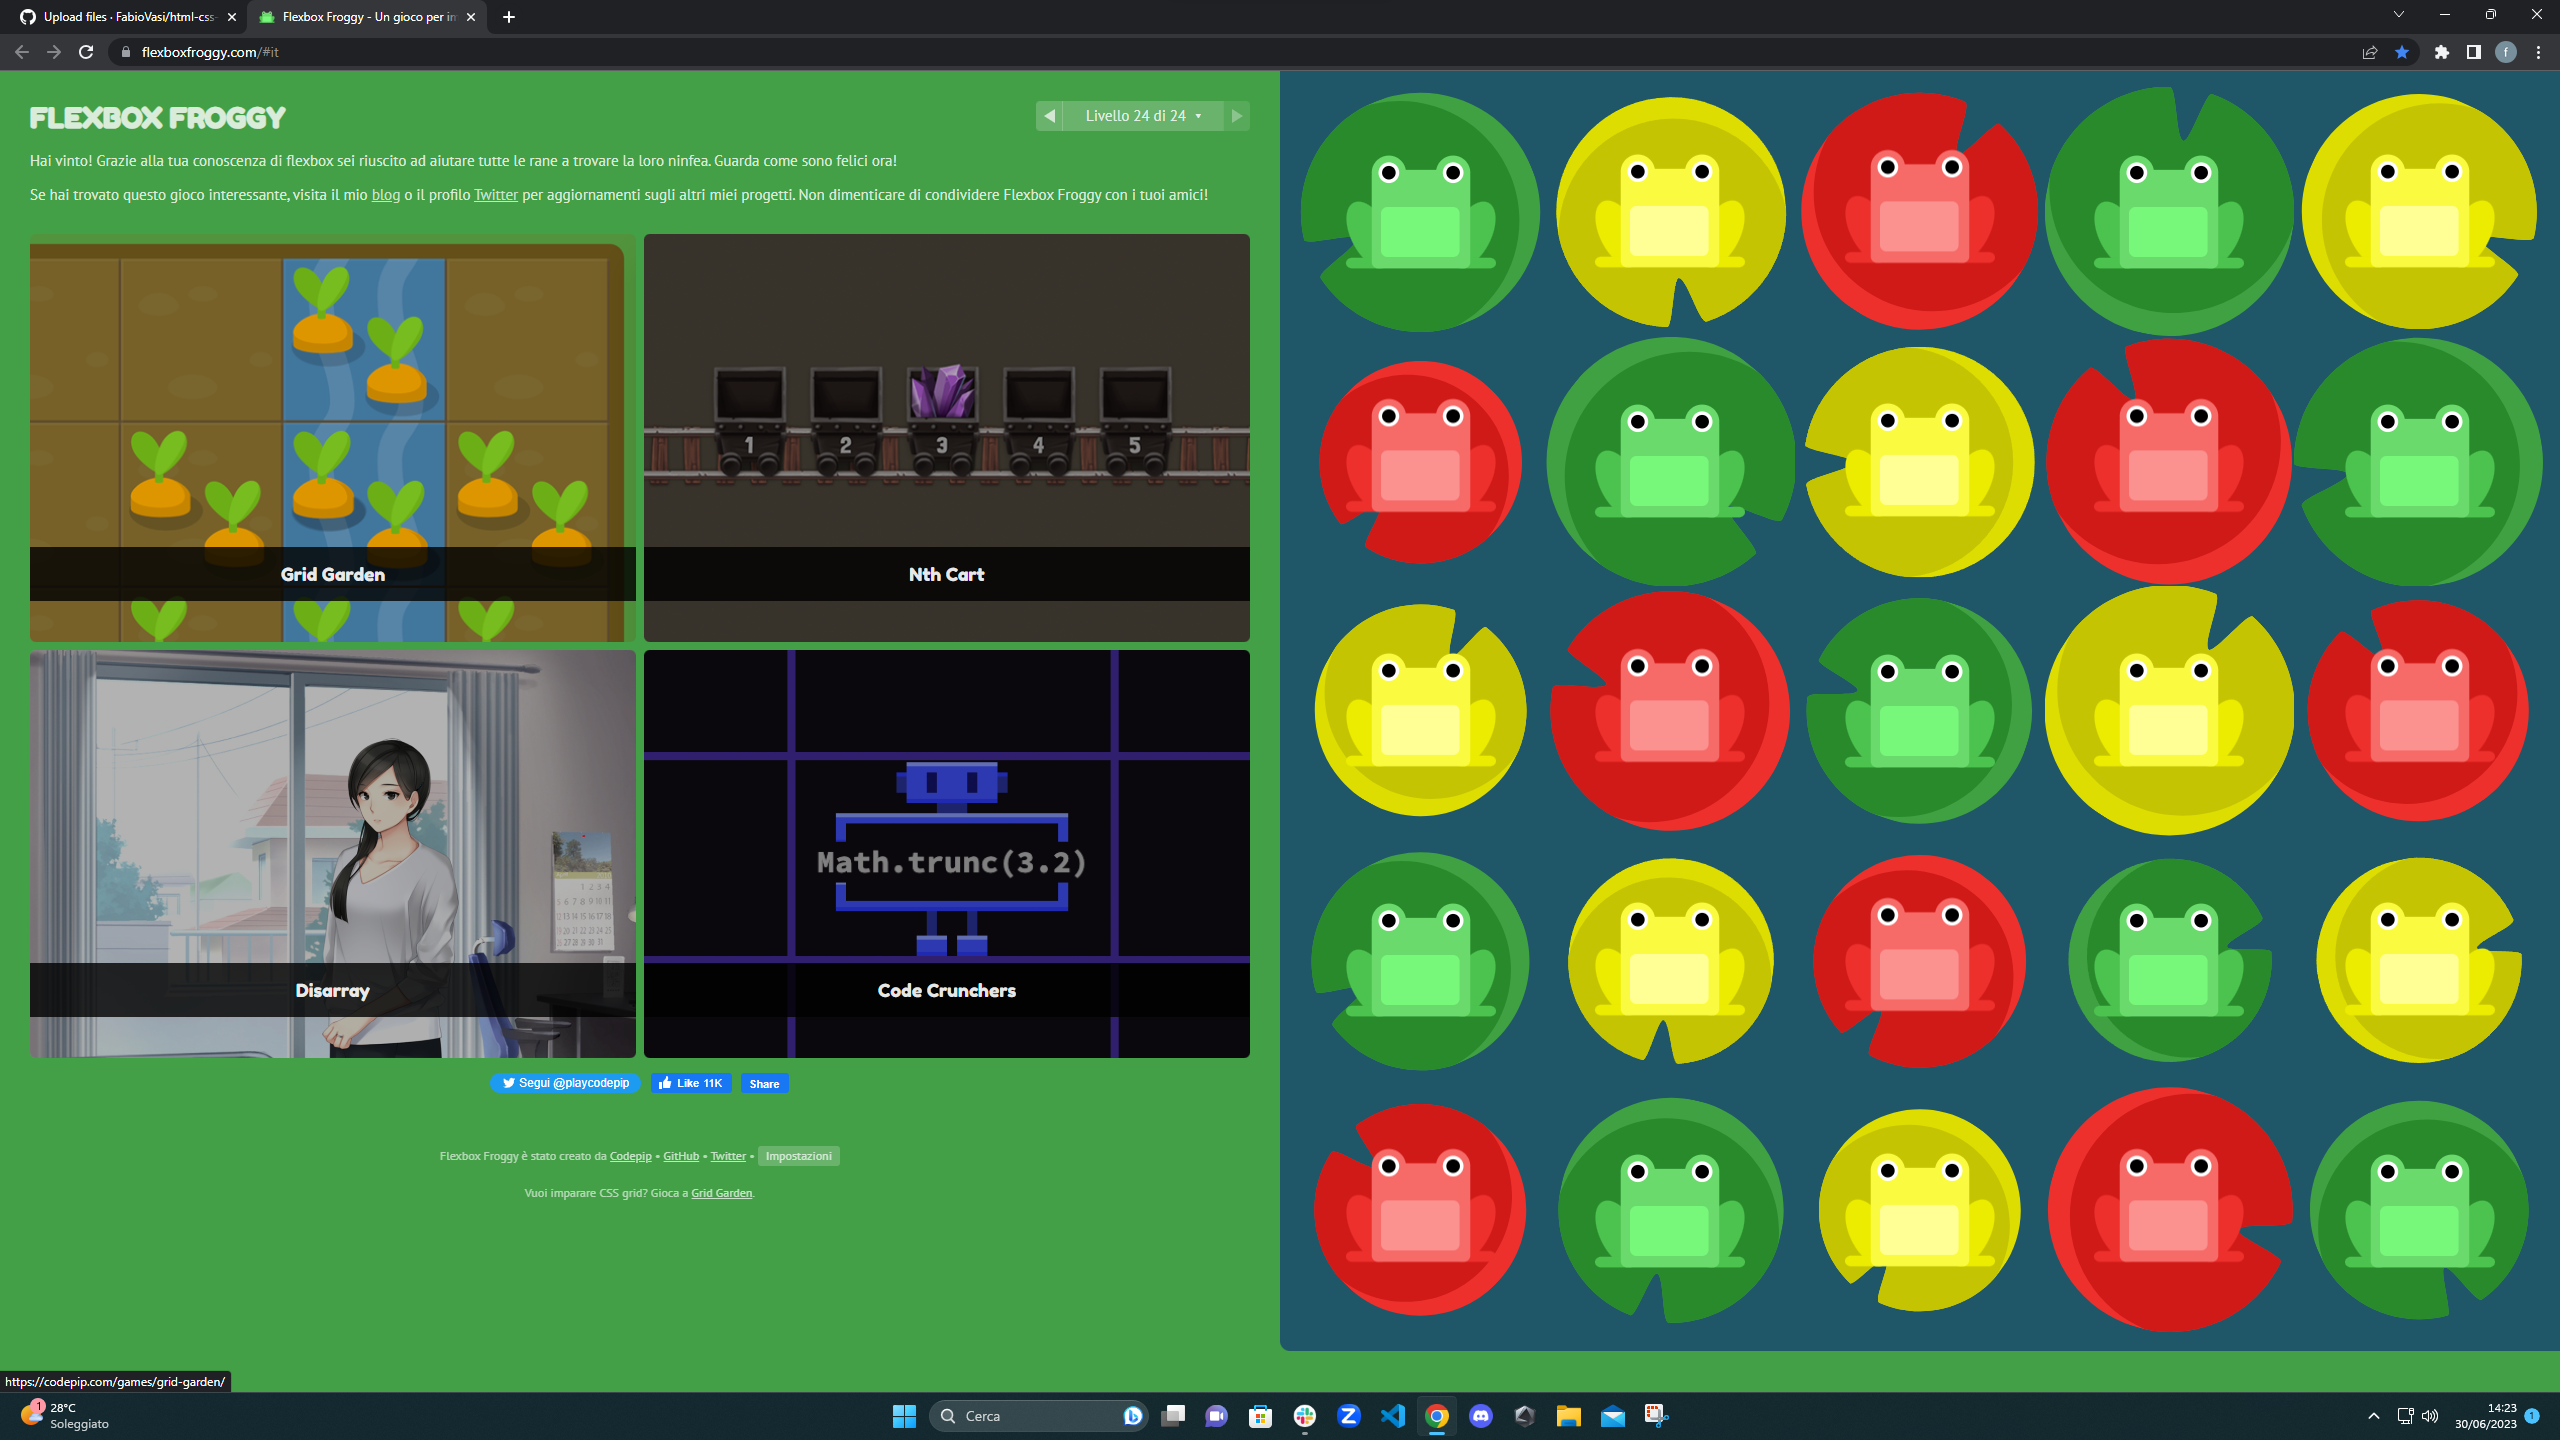 Upload files · FabioVasi/html-css-
Flexbox Froggy - Un gioco per im
flexboxfroggy.com/#it
f
FLEXBOX FROGGY
Livello 24 di 24
Hai vinto! Grazie alla tua conoscenza di flexbox sei riuscito ad aiutare tutte le rane a trovare la loro ninfea. Guarda come sono felici ora!
Se hai trovato questo gioco interessante, visita il mio blog o il profilo Twitter per aggiornamenti sugli altri miei progetti. Non dimenticare di condividere Flexbox Froggy con i tuoi amici!
Grid Garden
1 2 3 4 5
Nth Cart
Disarray
Math.trunc(3.2)
Code Crunchers
Segui @playcodepip
Like 11K
Share
Flexbox Froggy è stato creato da Codepip • GitHub • Twitter • Impostazioni
Vuoi imparare CSS grid? Gioca a Grid Garden.
https://codepip.com/games/grid-garden/
1
28°C
Soleggiato
Cerca
14:23
30/06/2023
1